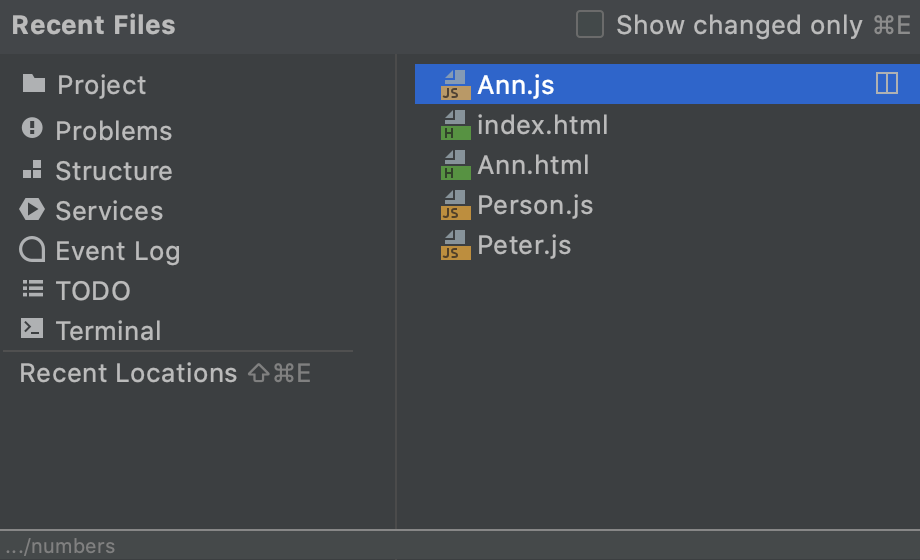 Recent Files
Show changed only ⌘E
Project
Problems
Structure
Services
Event Log
TODO
Terminal
Recent Locations ⇧⌘E
JS Ann.js
H index.html
H Ann.html
JS Person.js
JS Peter.js
.../numbers